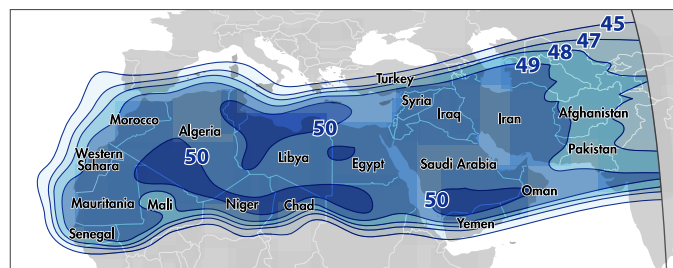 45
47
48
49
Turkey
Syria
Iraq
Iran
Afghanistan
Pakistan
Morocco
Algeria
50
50
Libya
Egypt
Saudi Arabia
Western
Sahara
Mauritania
Mali
Niger
Chad
50
Oman
Yemen
Senegal